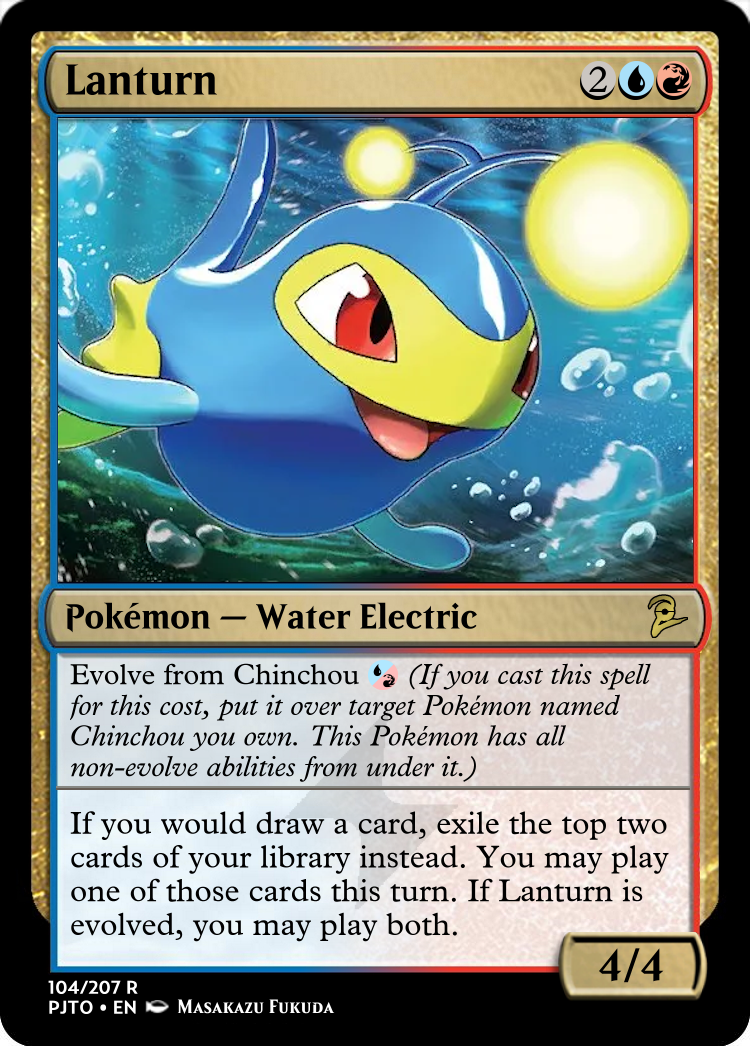 Lanturn 2
Pokémon — Water Electric
Evolve from Chinchou (If you cast this spell
for this cost, put it over target Pokémon named
Chinchou you own. This Pokémon has all
non-evolve abilities from under it.)
If you would draw a card, exile the top two
cards of your library instead. You may play
one of those cards this turn. If Lanturn is
evolved, you may play both.
4/4
104/207 R
PJTO • EN Masakazu Fukuda